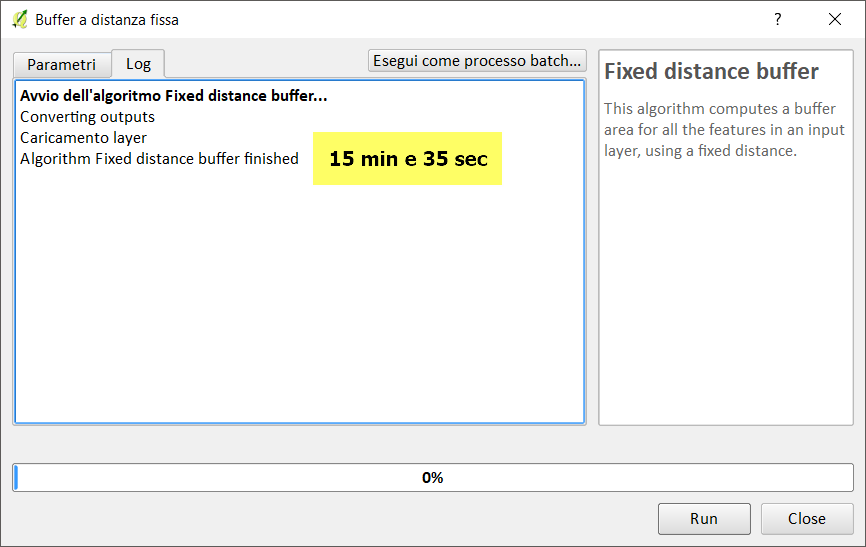 Buffer a distanza fissa
?
Parametri
Log
Esegui come processo batch...
Avvio dell'algoritmo Fixed distance buffer...
Converting outputs
Caricamento layer
Algorithm Fixed distance buffer finished
15 min e 35 sec
Fixed distance buffer
This algorithm computes a buffer
area for all the features in an input
layer, using a fixed distance.
0%
Run
Close